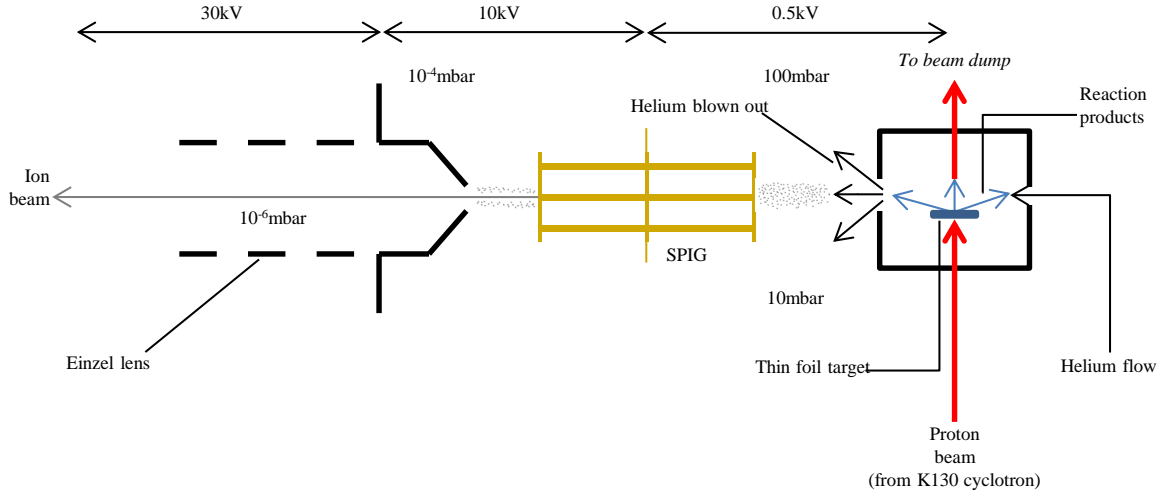 30kV
10kV
0.5kV
To beam dump
10-4mbar
100mbar
Reaction
products
Helium blown out
Ion
beam
10-6mbar
SPIG
10mbar
Einzel lens
Thin foil target
Helium flow
Proton
beam
(from K130 cyclotron)